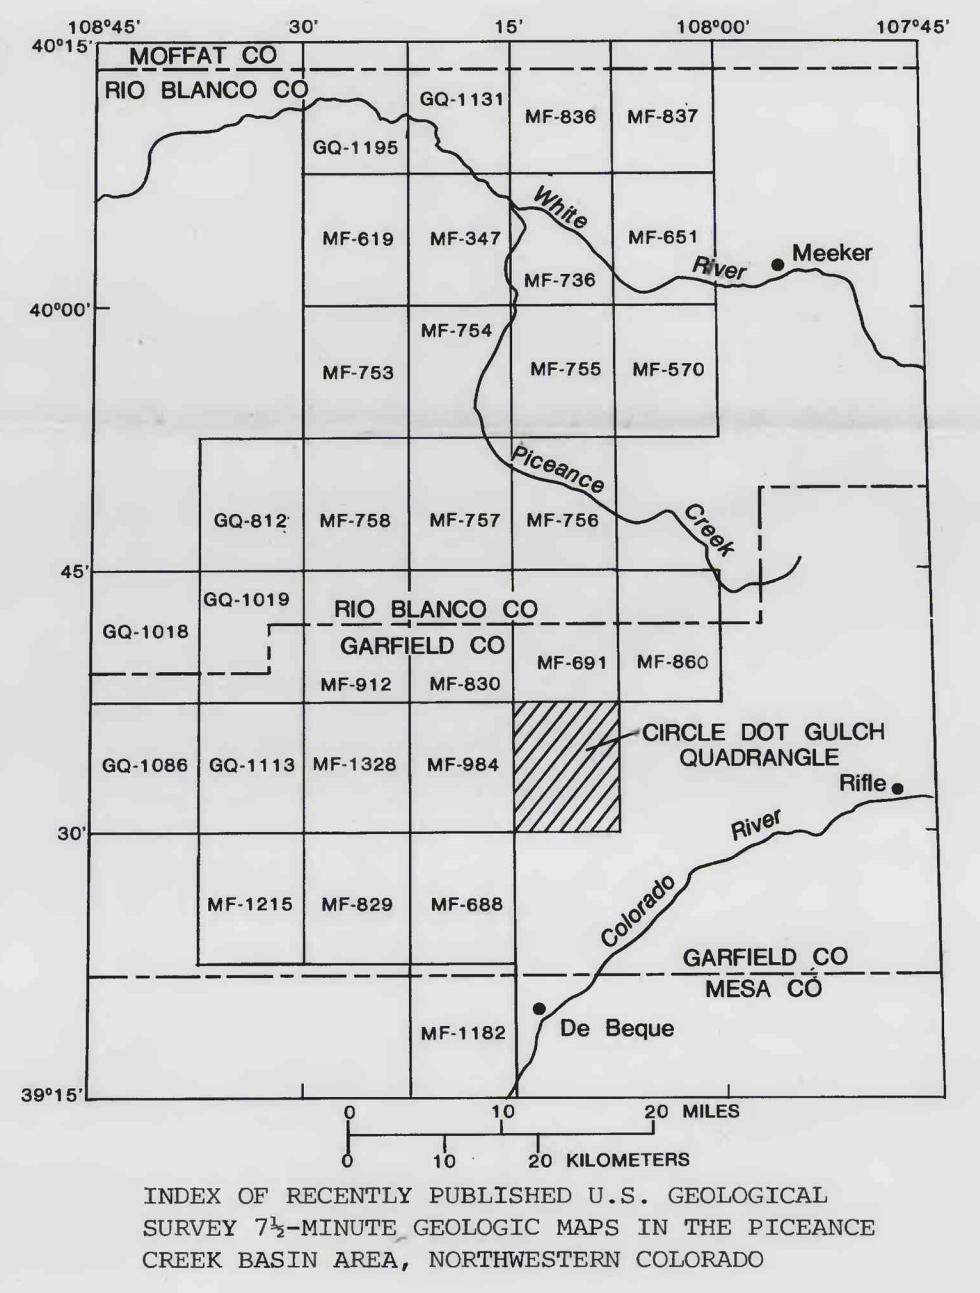 108°45' 30' 15' 108°00' 107°45'
40°15'
MOFFAT CO
RIO BLANCO CO
GQ-1131
MF-836 MF-837
GQ-1195
White
MF-619 MF-347 MF-651
Meeker
River
MF-736
40°00'
MF-754
MF-753 MF-755 MF-570
Piceance
Creek
GQ-812 MF-758 MF-757 MF-756
45'
GQ-1019
RIO BLANCO CO
GQ-1018
GARFIELD CO
MF-691 MF-860
MF-912 MF-830
CIRCLE DOT GULCH
QUADRANGLE
GQ-1086 GQ-1113 MF-1328 MF-984
Rifle
River
30'
Colorado
MF-1215 MF-829 MF-688
GARFIELD CO
MESA CO
De Beque
MF-1182
39°15'
0 10 20 MILES
0 10 20 KILOMETERS
INDEX OF RECENTLY PUBLISHED U.S. GEOLOGICAL
SURVEY 7½-MINUTE GEOLOGIC MAPS IN THE PICEANCE
CREEK BASIN AREA, NORTHWESTERN COLORADO